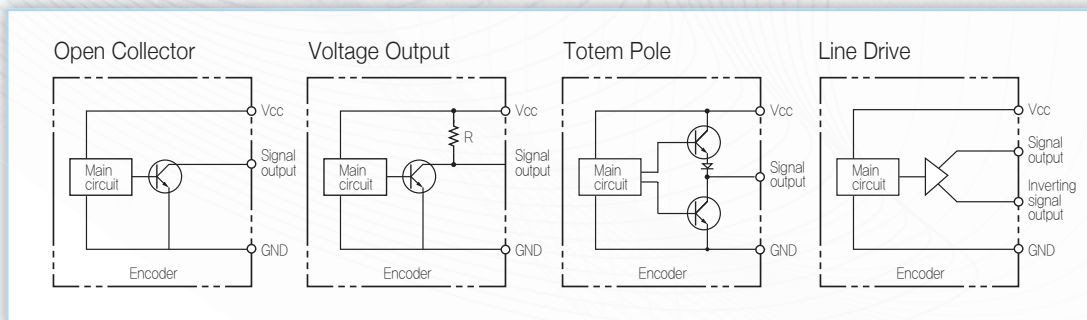 Open Collector
Vcc
Main
circuit
Signal
output
GND
Encoder
Voltage Output
Vcc
R
Main
circuit
Signal
output
GND
Encoder
Totem Pole
Vcc
Main
circuit
Signal
output
GND
Encoder
Line Drive
Vcc
Signal
output
Main
circuit
Inverting
signal
output
GND
Encoder